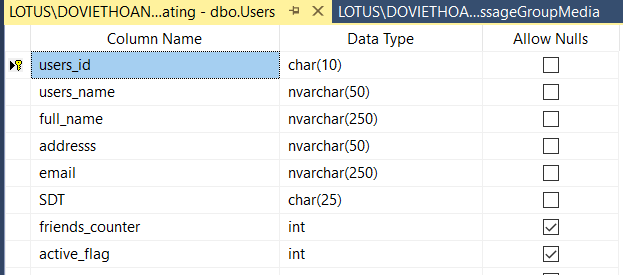 LOTUS\DOVIETHOAN...ating - dbo.Users LOTUS\DOVIETHOA...ssageGroupMedia
Column Name Data Type Allow Nulls
users_id char(10)
users_name nvarchar(50)
full_name nvarchar(250)
addresss nvarchar(50)
email nvarchar(250)
SDT char(25)
friends_counter int
active_flag int